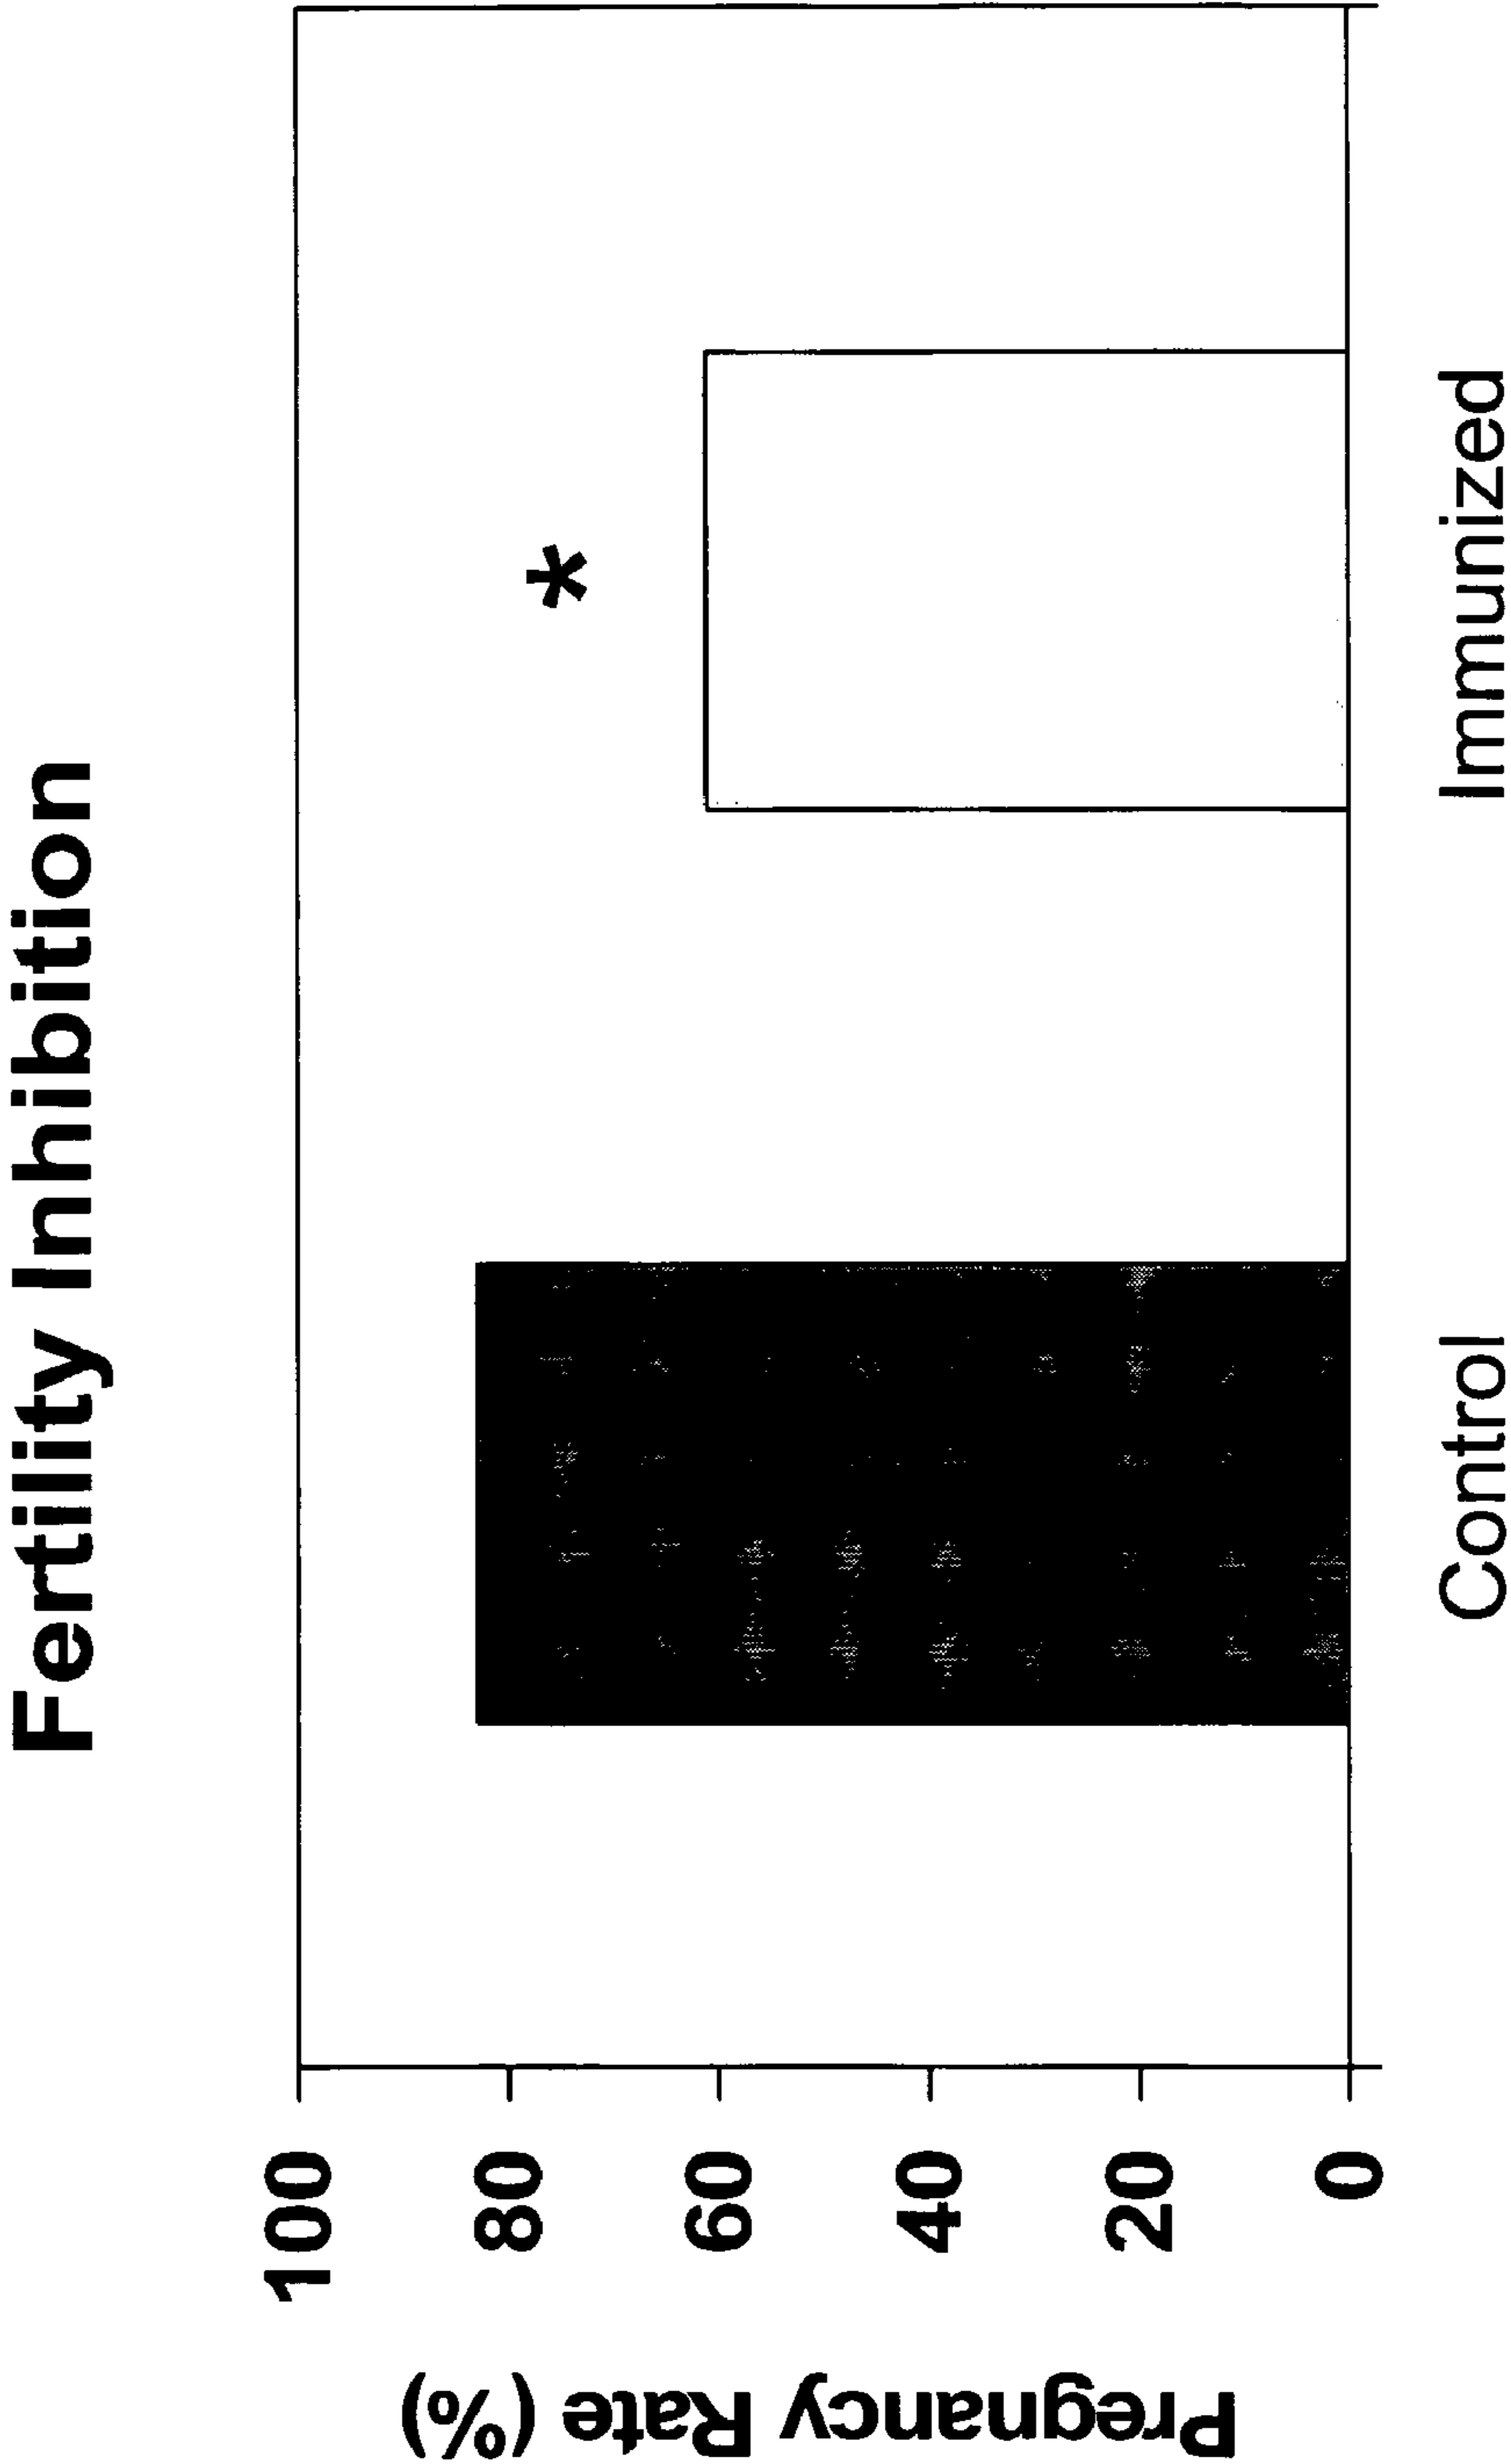 Fertility Inhibition
Pregnancy Rate (%)
100
80
60
40
20
0
*
Control
Immunized